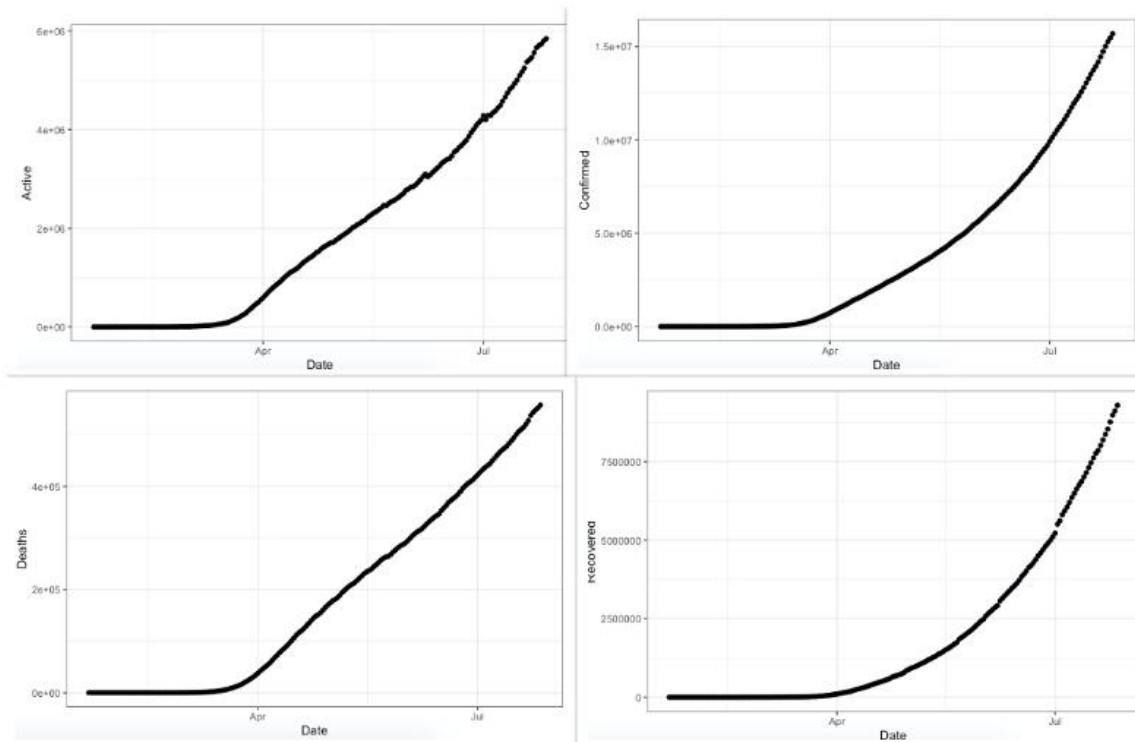 6e+06
4e+06
Active
2e+06
0e+00
Apr
Jul
Date
1.5e+07
1.0e+07
Confirmed
5.0e+06
0.0e+00
Apr
Jul
Date
4e+05
Deaths
2e+05
0e+00
Apr
Jul
Date
7500000
5000000
Recovered
2500000
0
Apr
Jul
Date